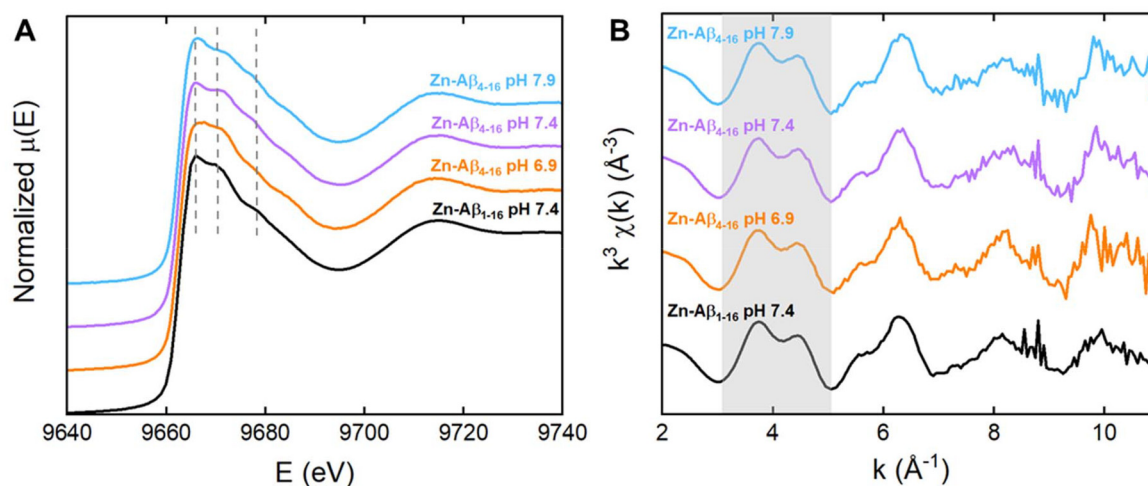 A
Normalized μ(E)
Zn-Aβ₄₋₁₆ pH 7.9
Zn-Aβ₄₋₁₆ pH 7.4
Zn-Aβ₄₋₁₆ pH 6.9
Zn-Aβ₁₋₁₆ pH 7.4
9640 9660 9680 9700 9720 9740
E (eV)
B
k³ χ(k) (Å⁻³)
Zn-Aβ₄₋₁₆ pH 7.9
Zn-Aβ₄₋₁₆ pH 7.4
Zn-Aβ₄₋₁₆ pH 6.9
Zn-Aβ₁₋₁₆ pH 7.4
2 4 6 8 10
k (Å⁻¹)